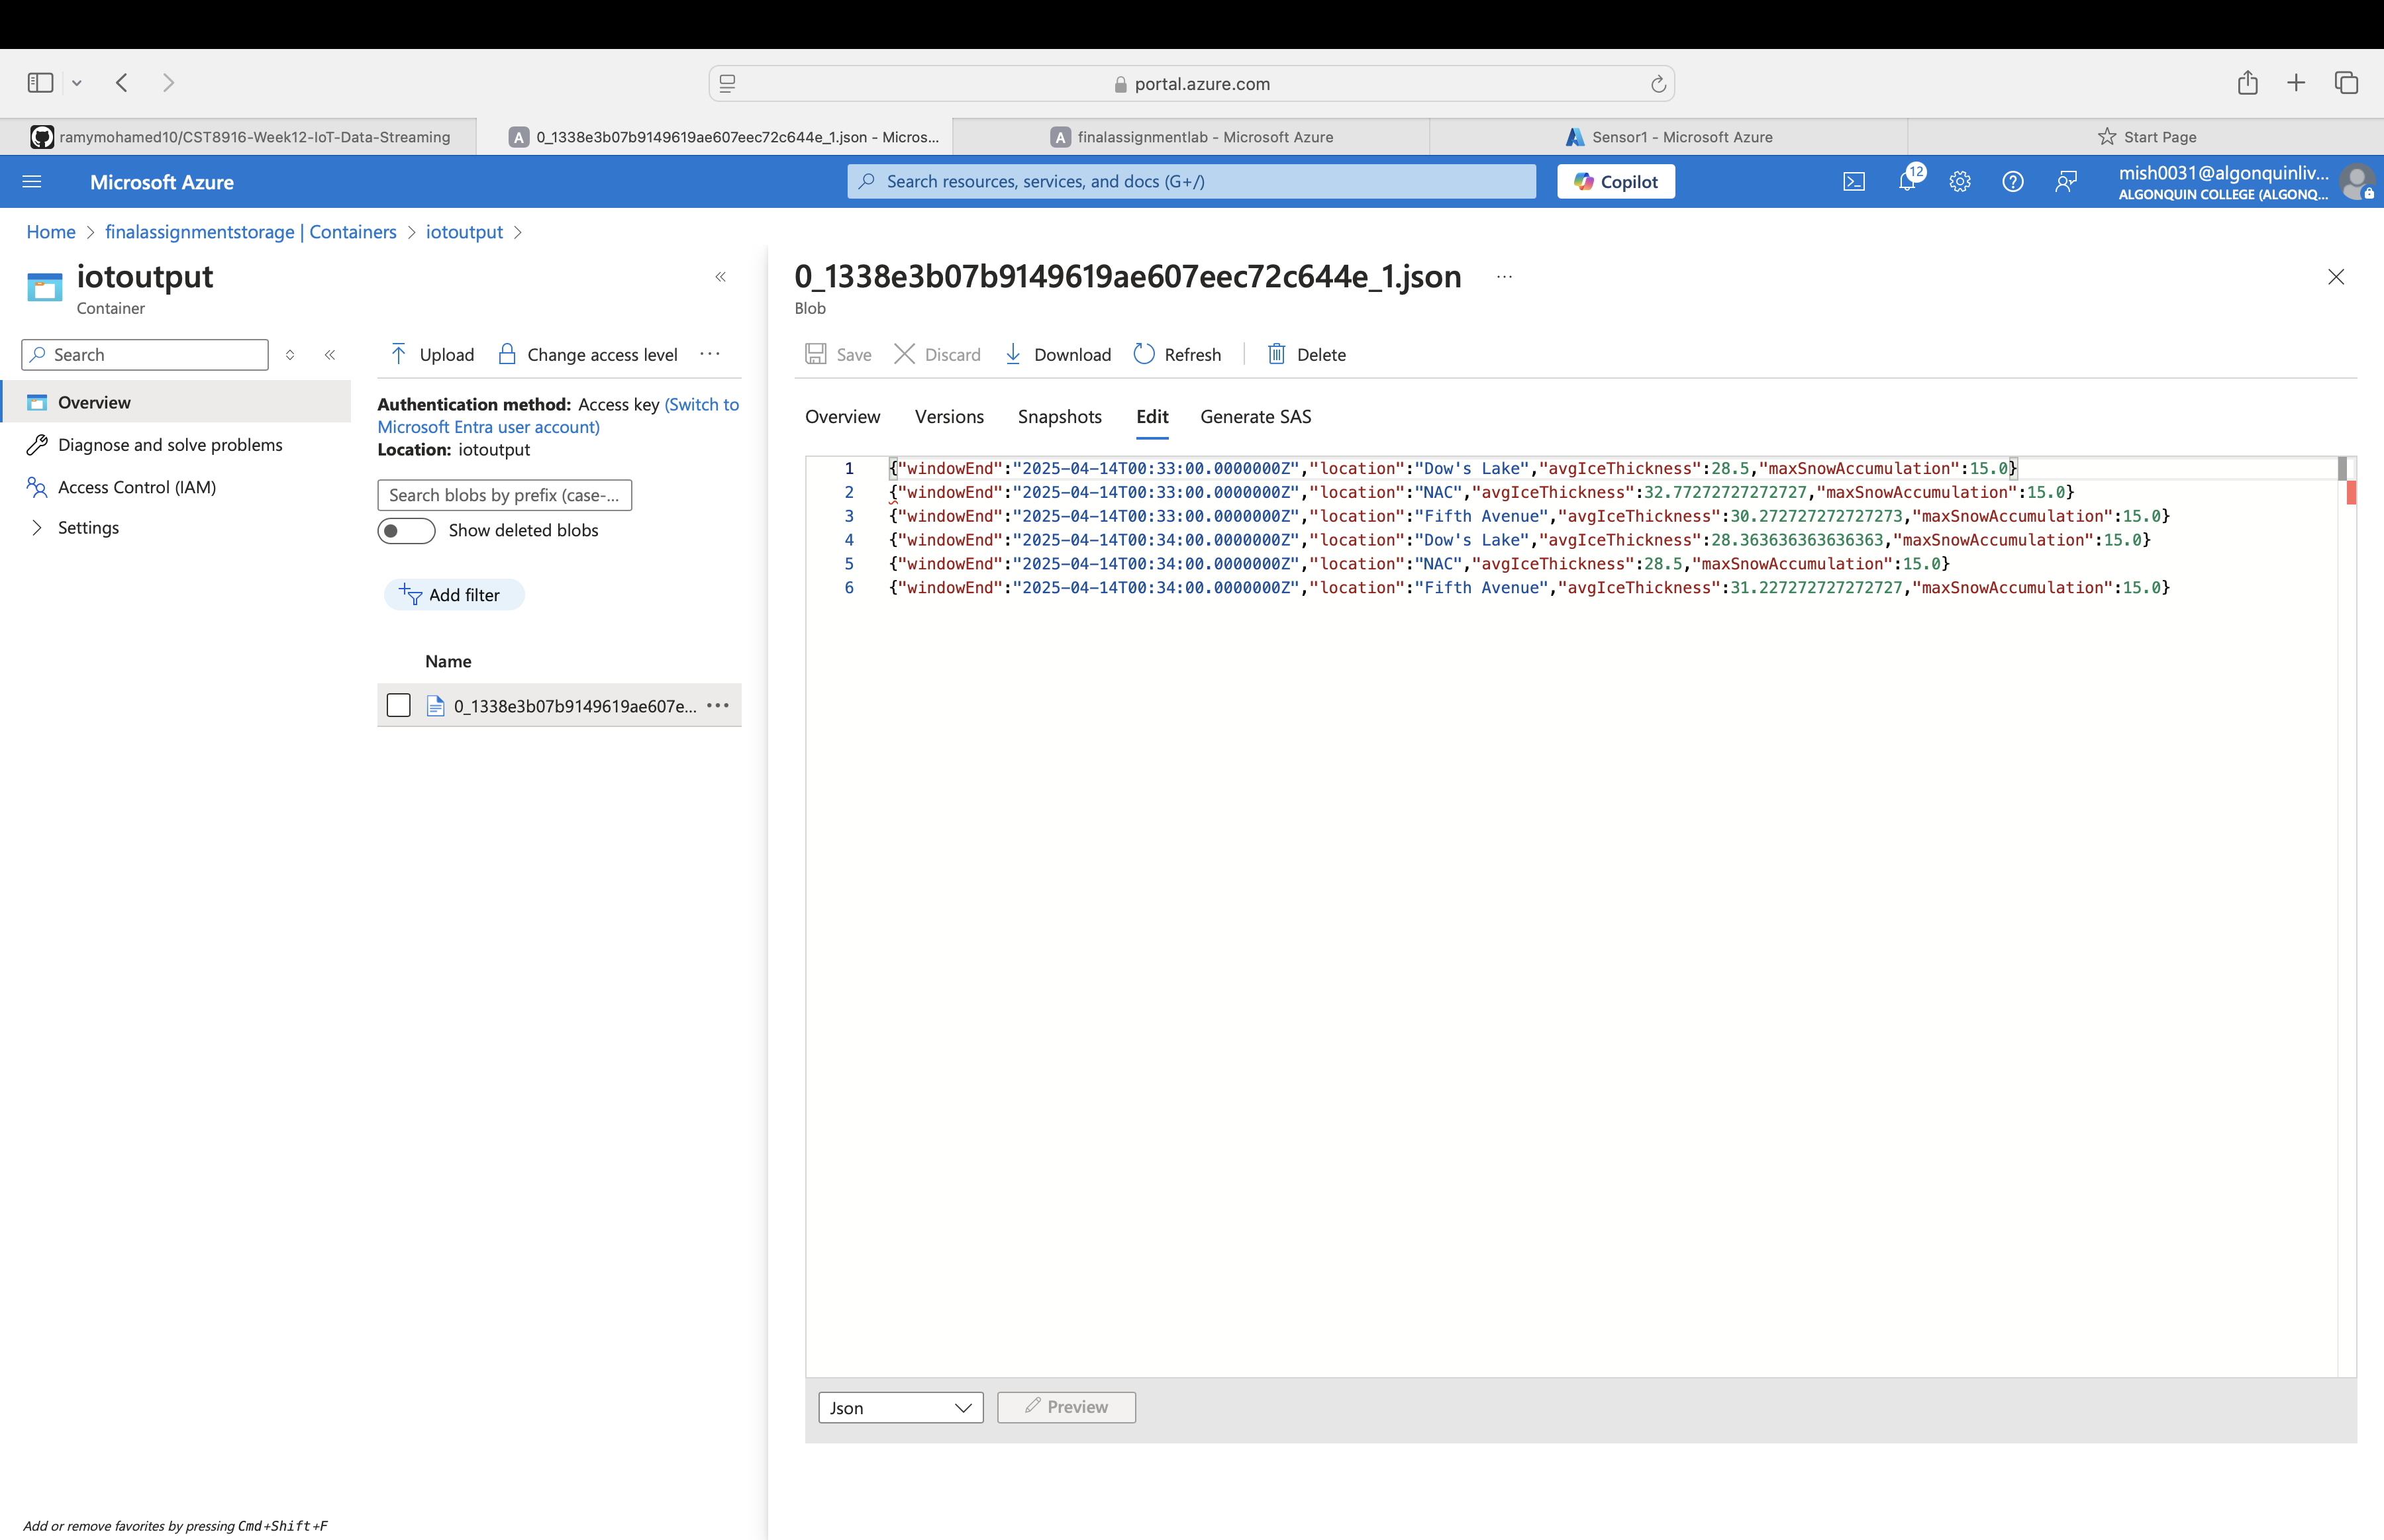 portal.azure.com
ramymohamed10/CST8916-Week12-IoT-Data-Streaming
0_1338e3b07b9149619ae607eec72c644e_1.json - Micros...
finalassignmentlab - Microsoft Azure
Sensor1 - Microsoft Azure
Start Page
Microsoft Azure
Search resources, services, and docs (G+/)
Copilot
12
mish0031@algonquinliv...
ALGONQUIN COLLEGE (ALGONQ...
Home > finalassignmentstorage | Containers > iotoutput >
iotoutput
Container
Search
Overview
Diagnose and solve problems
Access Control (IAM)
Settings
Upload
Change access level
Authentication method: Access key (Switch to
Microsoft Entra user account)
Location: iotoutput
Search blobs by prefix (case-...
Show deleted blobs
Add filter
Name
0_1338e3b07b9149619ae607e...
0_1338e3b07b9149619ae607eec72c644e_1.json
Blob
Save Discard Download Refresh Delete
Overview Versions Snapshots Edit Generate SAS
1 {"windowEnd":"2025-04-14T00:33:00.0000000Z","location":"Dow's Lake","avgIceThickness":28.5,"maxSnowAccumulation":15.0}
2 {"windowEnd":"2025-04-14T00:33:00.0000000Z","location":"NAC","avgIceThickness":32.77272727272727,"maxSnowAccumulation":15.0}
3 {"windowEnd":"2025-04-14T00:33:00.0000000Z","location":"Fifth Avenue","avgIceThickness":30.272727272727273,"maxSnowAccumulation":15.0}
4 {"windowEnd":"2025-04-14T00:34:00.0000000Z","location":"Dow's Lake","avgIceThickness":28.363636363636363,"maxSnowAccumulation":15.0}
5 {"windowEnd":"2025-04-14T00:34:00.0000000Z","location":"NAC","avgIceThickness":28.5,"maxSnowAccumulation":15.0}
6 {"windowEnd":"2025-04-14T00:34:00.0000000Z","location":"Fifth Avenue","avgIceThickness":31.227272727272727,"maxSnowAccumulation":15.0}
Json
Preview
Add or remove favorites by pressing Cmd+Shift+F